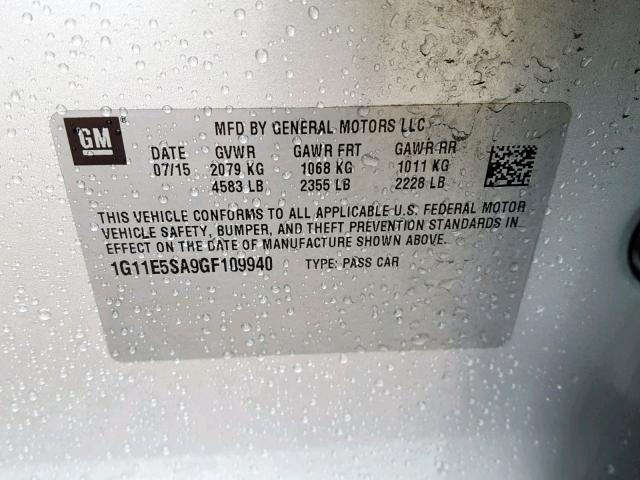 GM
MFD BY GENERAL MOTORS LLC
DATE GVWR GAWR FRT GAWR RR
07/15 2079 KG 1068 KG 1011 KG
4583 LB 2355 LB 2228 LB
THIS VEHICLE CONFORMS TO ALL APPLICABLE U.S. FEDERAL MOTOR
VEHICLE SAFETY, BUMPER, AND THEFT PREVENTION STANDARDS IN
EFFECT ON THE DATE OF MANUFACTURE SHOWN ABOVE.
1G11E5SA9GF109940 TYPE: PASS CAR